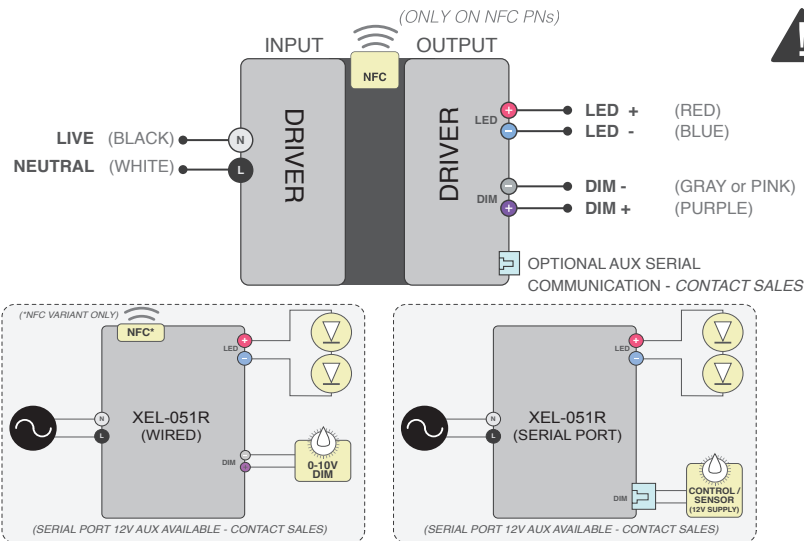 (ONLY ON NFC PNs)
INPUT
OUTPUT
NFC
DRIVER
DRIVER
LIVE (BLACK)
N
NEUTRAL (WHITE)
L
LED
+
LED + (RED)
−
LED - (BLUE)
DIM
−
DIM - (GRAY or PINK)
+
DIM + (PURPLE)
OPTIONAL AUX SERIAL
COMMUNICATION - CONTACT SALES
(*NFC VARIANT ONLY)
NFC*
LED
+
−
N
L
XEL-051R
(WIRED)
DIM
−
+
0-10V
DIM
(SERIAL PORT 12V AUX AVAILABLE - CONTACT SALES)
LED
+
−
N
L
XEL-051R
(SERIAL PORT)
DIM
CONTROL /
SENSOR
(12V SUPPLY)
(SERIAL PORT 12V AUX AVAILABLE - CONTACT SALES)